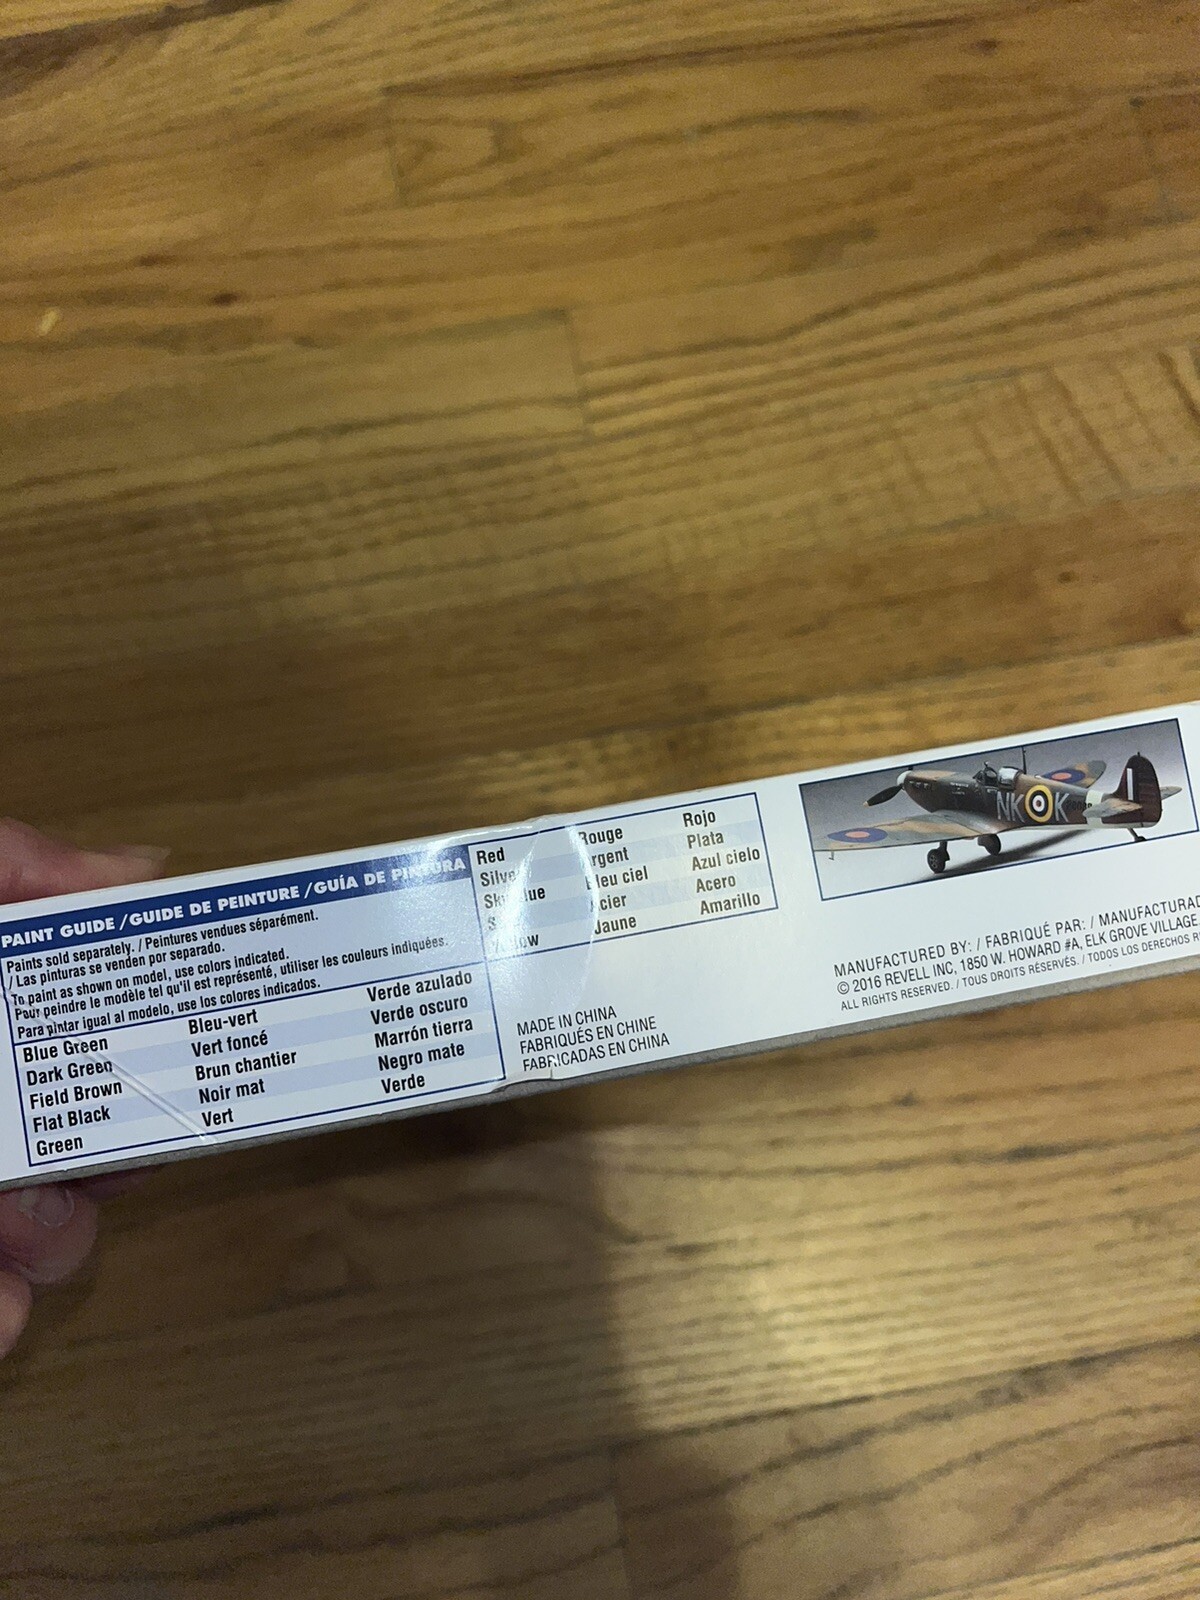 PAINT GUIDE / GUIDE DE PEINTURE / GUÍA DE PINTURA
Paints sold separately. / Peintures vendues séparément.
/ Las pinturas se venden por separado.
To paint as shown on model, use colors indicated.
Pour peindre le modèle tel qu'il est représenté, utiliser les couleurs indiquées.
Para pintar igual al modelo, use los colores indicados.
Blue Green Bleu-vert Verde azulado
Dark Green Vert foncé Verde oscuro
Field Brown Brun chantier Marrón tierra
Flat Black Noir mat Negro mate
Green Vert Verde
Red Rouge Rojo
Silver Argent Plata
Sky Blue Bleu ciel Azul cielo
Acier Acero
Yellow Jaune Amarillo
MADE IN CHINA
FABRIQUÉS EN CHINE
FABRICADAS EN CHINA
NK K
MANUFACTURED BY: / FABRIQUÉ PAR: /
© 2016 REVELL INC, 1850 W. HOWARD #A, ELK GROVE VILLAGE,
ALL RIGHTS RESERVED. / TOUS DROITS RÉSERVÉS. / TODOS LOS DERECHOS